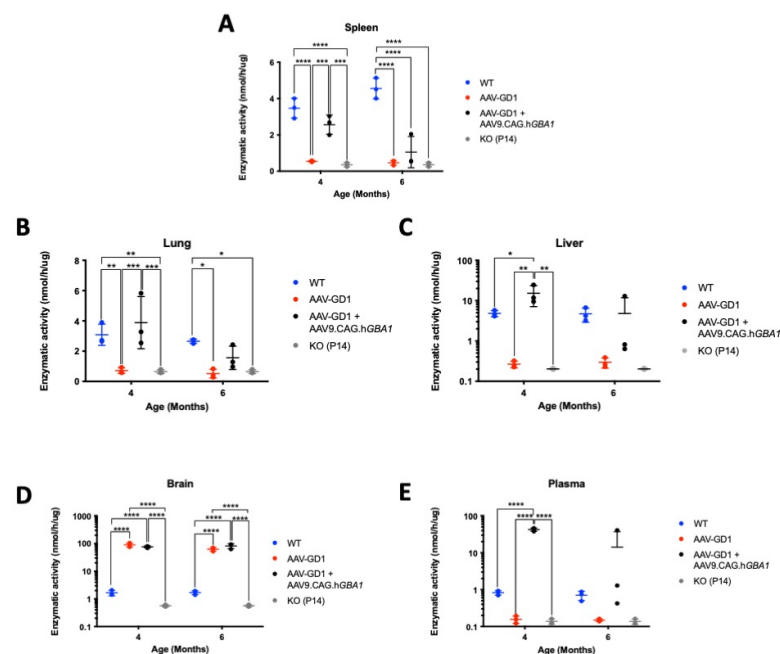 A
Spleen
Enzymatic activity (nmol/h/ug)
6
4
2
0
**** 
**** *** ***
****
****
****
4 6
Age (Months)
WT
AAV-GD1
AAV-GD1 +
AAV9.CAG.hGBA1
KO (P14)
B
Lung
Enzymatic activity (nmol/h/ug)
8
6
4
2
0
**
** *** ***
*
*
4 6
Age (Months)
WT
AAV-GD1
AAV-GD1 +
AAV9.CAG.hGBA1
KO (P14)
C
Liver
Enzymatic activity (nmol/h/ug)
100
10
1
0.1
*
** **
4 6
Age (Months)
WT
AAV-GD1
AAV-GD1 +
AAV9.CAG.hGBA1
KO (P14)
D
Brain
Enzymatic activity (nmol/h/ug)
1000
100
10
1
0.1
****
**** ****
****
****
**** ****
****
4 6
Age (Months)
WT
AAV-GD1
AAV-GD1 +
AAV9.CAG.hGBA1
KO (P14)
E
Plasma
Enzymatic activity (nmol/h/ug)
100
10
1
0.1
****
**** ****
4 6
Age (Months)
WT
AAV-GD1
AAV-GD1 +
AAV9.CAG.hGBA1
KO (P14)